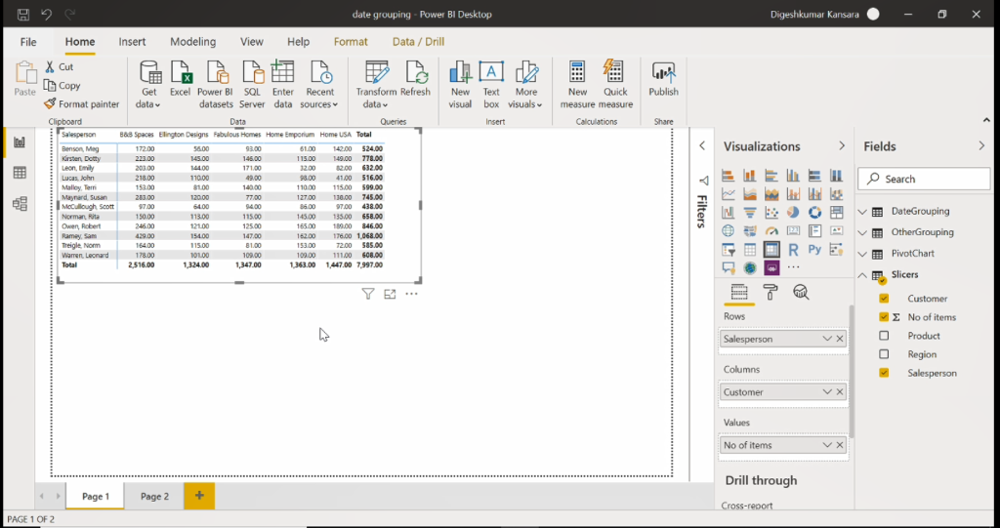 date grouping - Power BI Desktop
Digeshkumar Kansara
File Home Insert Modeling View Help Format Data / Drill
Paste Cut Copy Format painter
Get data Excel Power BI datasets SQL Server Enter data Recent sources
Transform data Refresh
New visual Text box More visuals
New measure Quick measure
Publish
Clipboard Data Queries Insert Calculations Share
Salesperson B&B Spaces Ellington Designs Fabulous Homes Home Emporium Home USA Total
Benson, Meg 172.00 56.00 93.00 61.00 142.00 524.00
Kirsten, Dotty 223.00 145.00 146.00 115.00 149.00 778.00
Leon, Emily 203.00 144.00 171.00 32.00 82.00 632.00
Lucas, John 218.00 110.00 49.00 98.00 41.00 516.00
Malloy, Terri 153.00 81.00 140.00 110.00 115.00 599.00
Maynard, Susan 283.00 120.00 77.00 127.00 138.00 745.00
McCullough, Scott 97.00 64.00 94.00 86.00 97.00 438.00
Norman, Rita 150.00 113.00 115.00 145.00 135.00 658.00
Owen, Robert 246.00 121.00 125.00 165.00 189.00 846.00
Ramey, Sam 429.00 154.00 147.00 162.00 176.00 1,068.00
Treigle, Norm 164.00 115.00 81.00 153.00 72.00 585.00
Warren, Leonard 178.00 101.00 109.00 109.00 111.00 608.00
Total 2,516.00 1,324.00 1,347.00 1,363.00 1,447.00 7,997.00
Filters
Visualizations
R Py
Rows
Salesperson
Columns
Customer
Values
No of items
Drill through
Cross-report
Fields
Search
DateGrouping
OtherGrouping
PivotChart
Slicers
Customer
Σ No of items
Product
Region
Salesperson
Page 1 Page 2 +
PAGE 1 OF 2